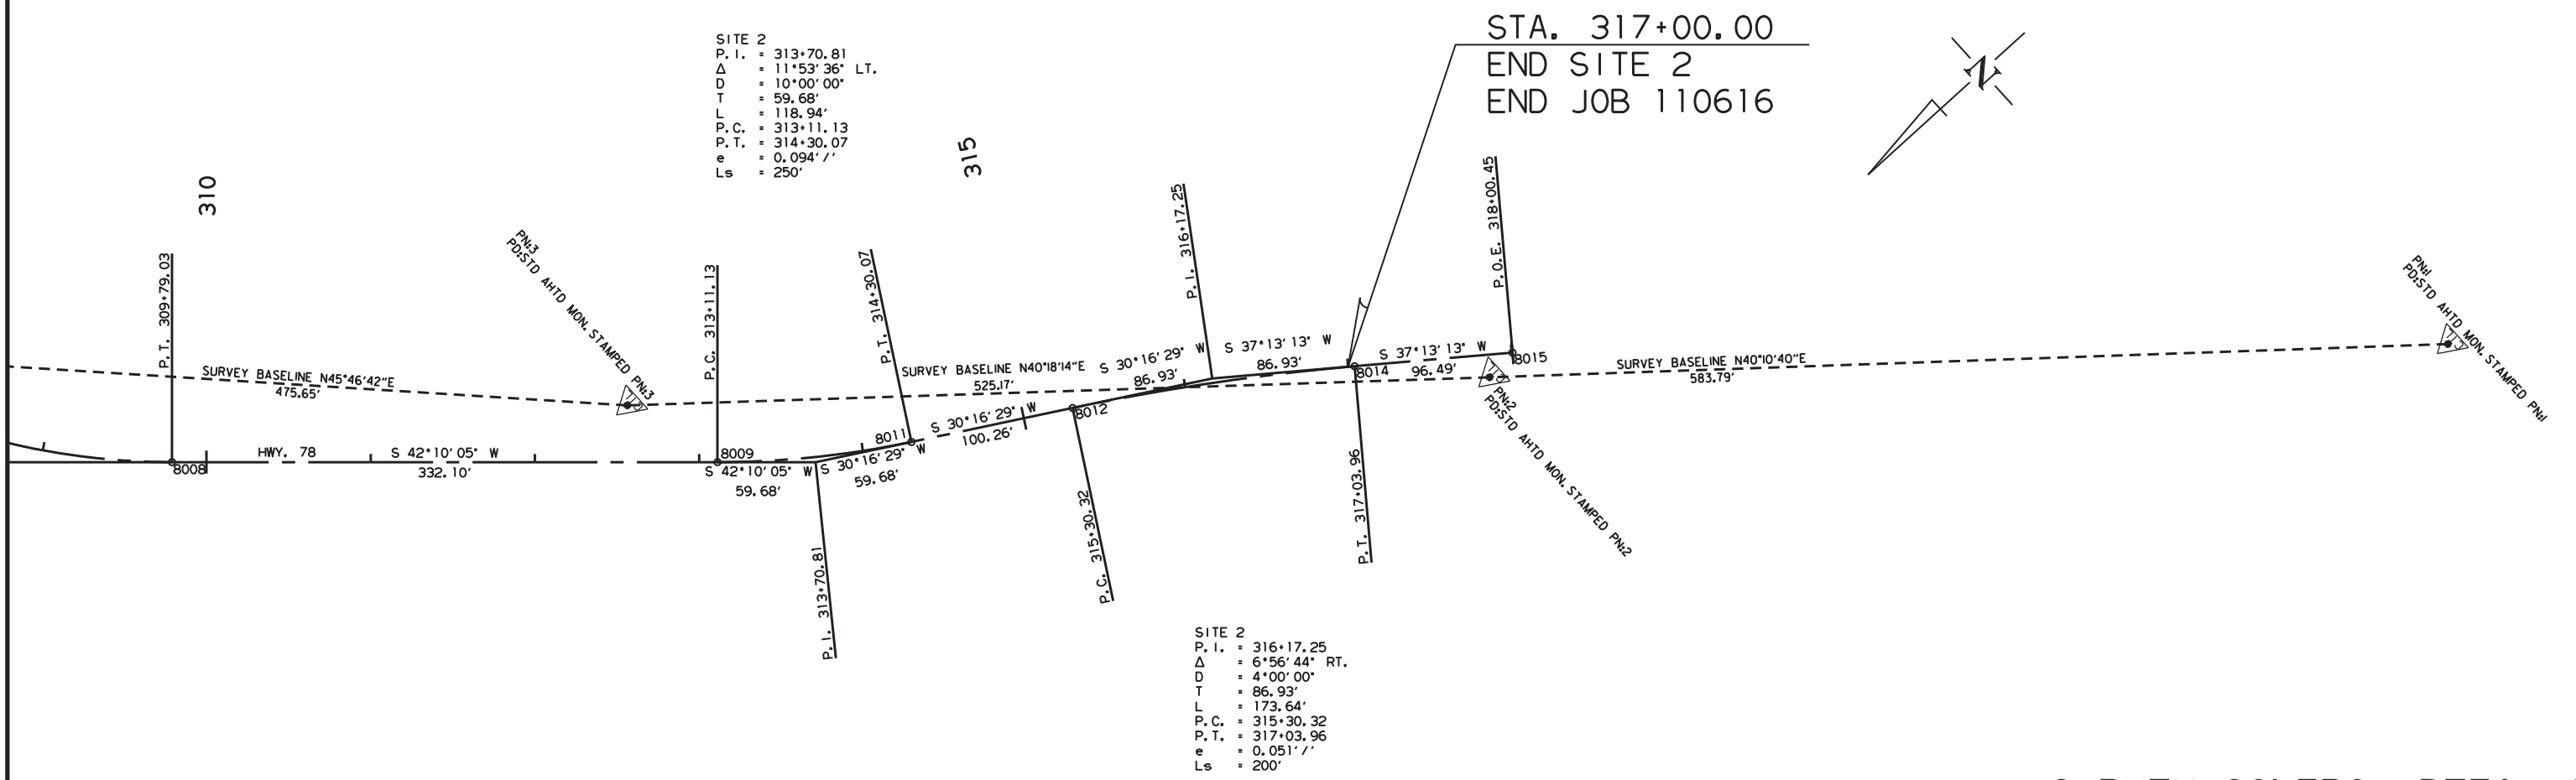 STA. 317+00.00
END SITE 2
END JOB 110616
N
SITE 2
P.I. = 313+70.81
Δ = 11°53'36" LT.
D = 10°00'00"
T = 59.68'
L = 118.94'
P.C. = 313+11.13
P.T. = 314+30.07
e = 0.094'/'
Ls = 250'
310
315
P.T. 309+79.03
PN:3
PD:STD AHTD MON. STAMPED PN:3
P.C. 313+11.13
P.T. 314+30.07
P.I. 316+17.25
P.O.E. 318+00.45
PN:1
PD:STD AHTD MON. STAMPED PN:1
SURVEY BASELINE N45°46'42"E
475.65'
SURVEY BASELINE N40°18'14"E
525.17'
S 30°16'29" W
86.93'
S 37°13'13" W
86.93'
S 37°13'13" W
96.49'
8014
8015
SURVEY BASELINE N40°10'40"E
583.79'
PN:2
PD:STD AHTD MON. STAMPED PN:2
8008
HWY. 78
S 42°10'05" W
332.10'
8009
S 42°10'05" W
59.68'
8011
S 30°16'29" W
59.68'
S 30°16'29" W
100.26'
8012
P.I. 313+70.81
P.C. 315+30.32
P.T. 317+03.96
SITE 2
P.I. = 316+17.25
Δ = 6°56'44" RT.
D = 4°00'00"
T = 86.93'
L = 173.64'
P.C. = 315+30.32
P.T. = 317+03.96
e = 0.051'/'
Ls = 200'